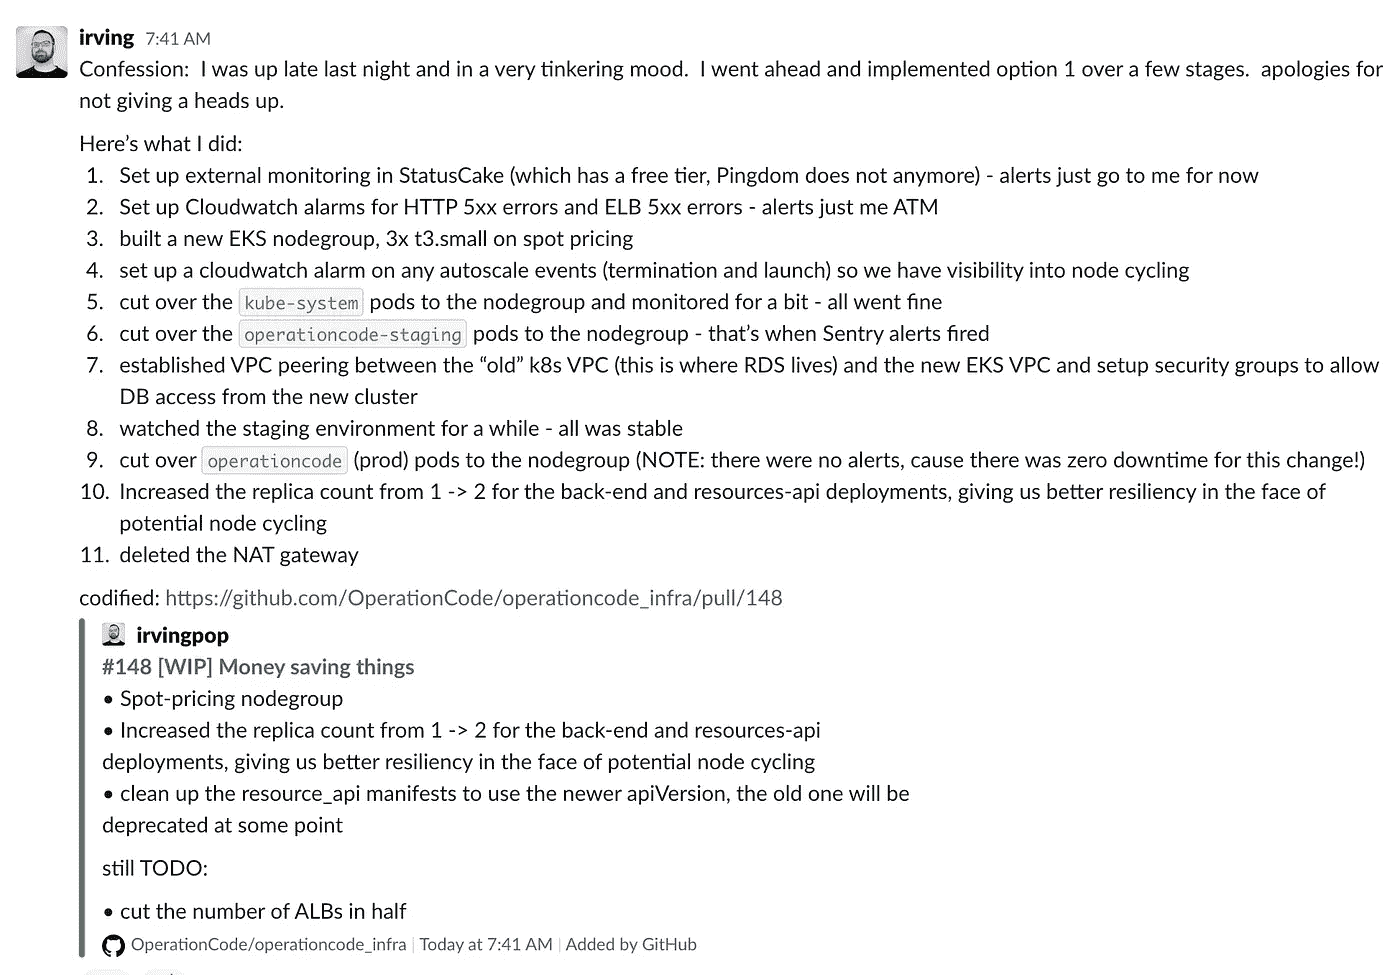 irving 7:41 AM
Confession:  I was up late last night and in a very tinkering mood.  I went ahead and implemented option 1 over a few stages.  apologies for
not giving a heads up.
Here's what I did:
1. Set up external monitoring in StatusCake (which has a free tier, Pingdom does not anymore) - alerts just go to me for now
2. Set up Cloudwatch alarms for HTTP 5xx errors and ELB 5xx errors - alerts just me ATM
3. built a new EKS nodegroup, 3x t3.small on spot pricing
4. set up a cloudwatch alarm on any autoscale events (termination and launch) so we have visibility into node cycling
5. cut over the kube-system pods to the nodegroup and monitored for a bit - all went fine
6. cut over the operationcode-staging pods to the nodegroup - that's when Sentry alerts fired
7. established VPC peering between the “old” k8s VPC (this is where RDS lives) and the new EKS VPC and setup security groups to allow
DB access from the new cluster
8. watched the staging environment for a while - all was stable
9. cut over operationcode (prod) pods to the nodegroup (NOTE: there were no alerts, cause there was zero downtime for this change!)
10. Increased the replica count from 1 -> 2 for the back-end and resources-api deployments, giving us better resiliency in the face of
potential node cycling
11. deleted the NAT gateway
codified: https://github.com/OperationCode/operationcode_infra/pull/148
irvingpop
#148 [WIP] Money saving things
• Spot-pricing nodegroup
• Increased the replica count from 1 -> 2 for the back-end and resources-api
deployments, giving us better resiliency in the face of potential node cycling
• clean up the resource_api manifests to use the newer apiVersion, the old one will be
deprecated at some point
still TODO:
• cut the number of ALBs in half
OperationCode/operationcode_infra | Today at 7:41 AM | Added by GitHub